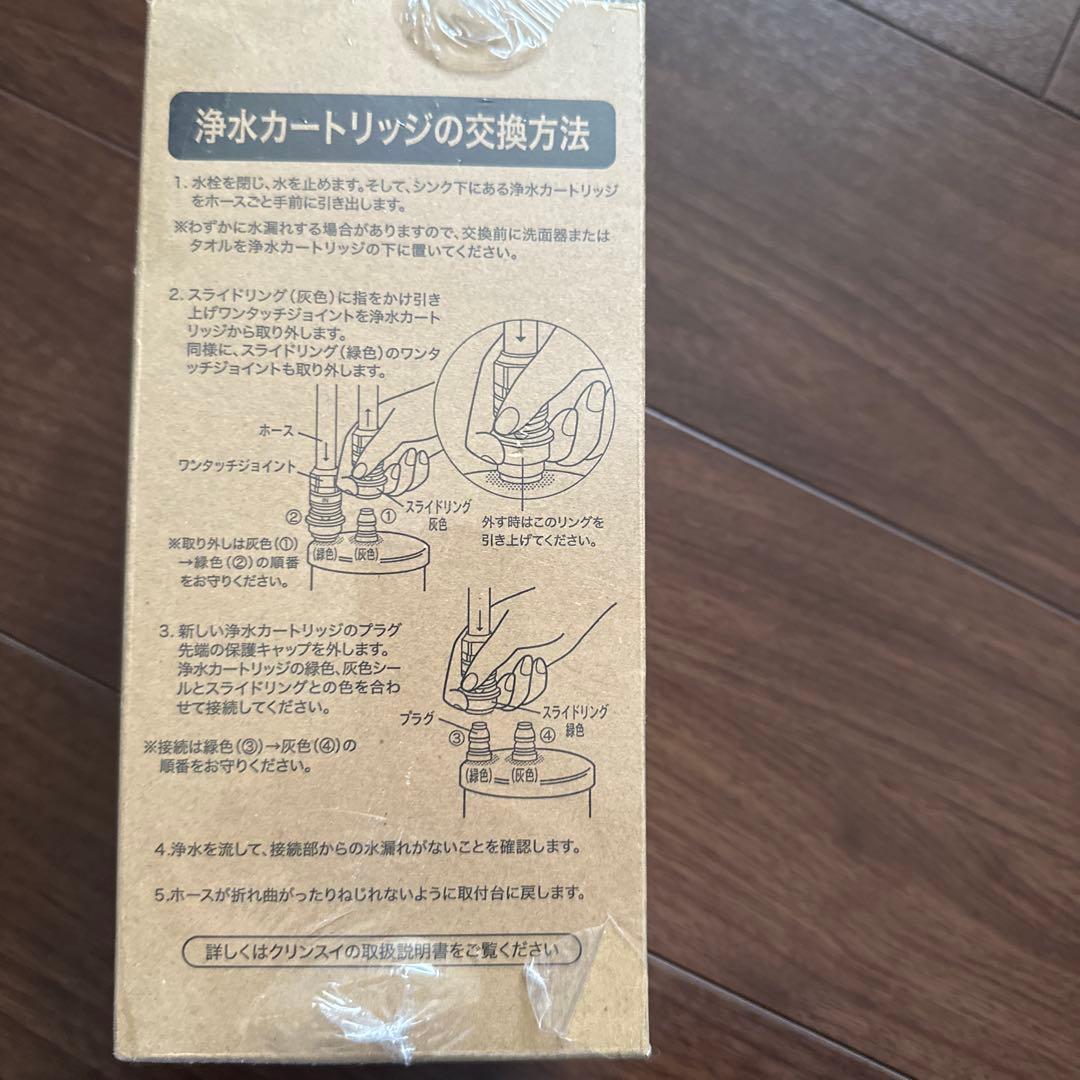 浄水カートリッジの交換方法
1. 水栓を閉じ、水を止めます。そして、シンク下にある浄水カートリッジ
をホースごと手前に引き出します。
※わずかに水漏れする場合がありますので、交換前に洗面器または
タオルを浄水カートリッジの下に置いてください。
2. スライドリング(灰色)に指をかけ引き
上げワンタッチジョイントを浄水カート
リッジから取り外します。
同様に、スライドリング(緑色)のワンタ
ッチジョイントも取り外します。
ホース
ワンタッチジョイント
IN
スライドリング
灰色
②
①
(緑色)
(灰色)
外す時はこのリングを
引き上げてください。
※取り外しは灰色(①)
→緑色(②)の順番
をお守りください。
3. 新しい浄水カートリッジのプラグ
先端の保護キャップを外します。
浄水カートリッジの緑色、灰色シー
ルとスライドリングとの色を合わ
せて接続してください。
プラグ
スライドリング
緑色
③
④
(緑色)
(灰色)
※接続は緑色(③)→灰色(④)の
順番をお守りください。
4.浄水を流して、接続部からの水漏れがないことを確認します。
5.ホースが折れ曲がったりねじれないように取付台に戻します。
詳しくはクリンスイの取扱説明書をご覧ください